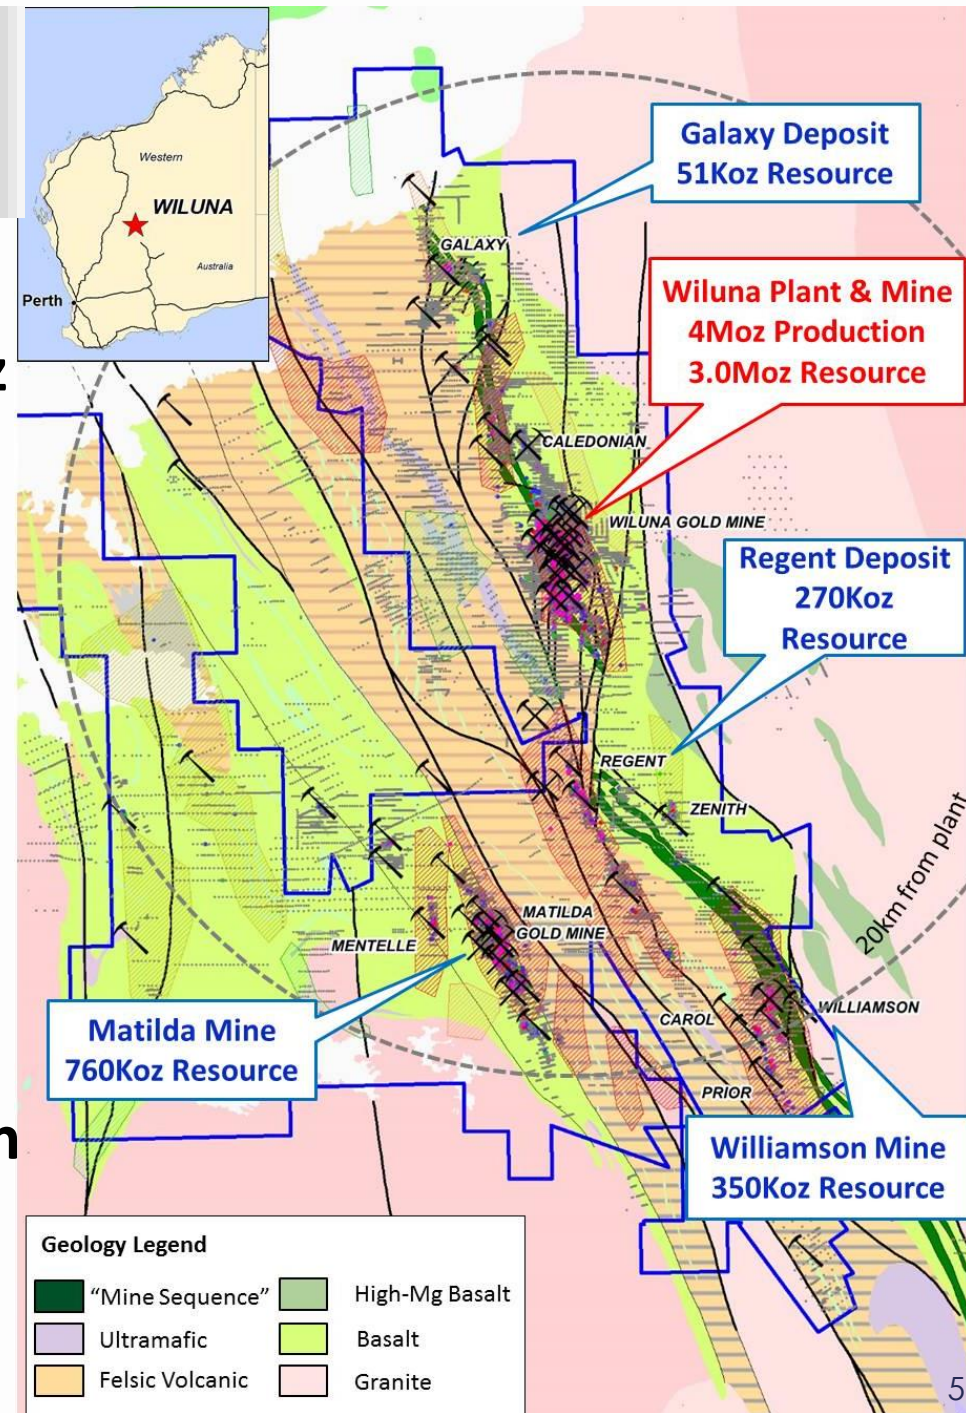 Western
WILUNA
Australia
Perth
z
n
Galaxy Deposit
51Koz Resource
GALAXY
Wiluna Plant & Mine
4Moz Production
3.0Moz Resource
CALEDONIAN
WILUNA GOLD MINE
Regent Deposit
270Koz
Resource
REGENT
ZENITH
20km from plant
MATILDA
GOLD MINE
MENTELLE
WILLIAMSON
CAROL
Matilda Mine
760Koz Resource
PRIOR
Williamson Mine
350Koz Resource
Geology Legend
"Mine Sequence"
High-Mg Basalt
Ultramafic
Basalt
Felsic Volcanic
Granite
5